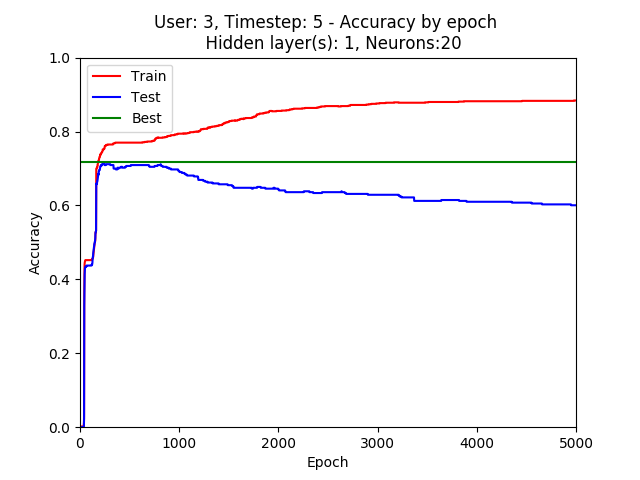 User: 3, Timestep: 5 - Accuracy by epoch
Hidden layer(s): 1, Neurons:20
1.0
0.8
0.6
0.4
0.2
0.0
Accuracy
Train
Test
Best
0 1000 2000 3000 4000 5000
Epoch